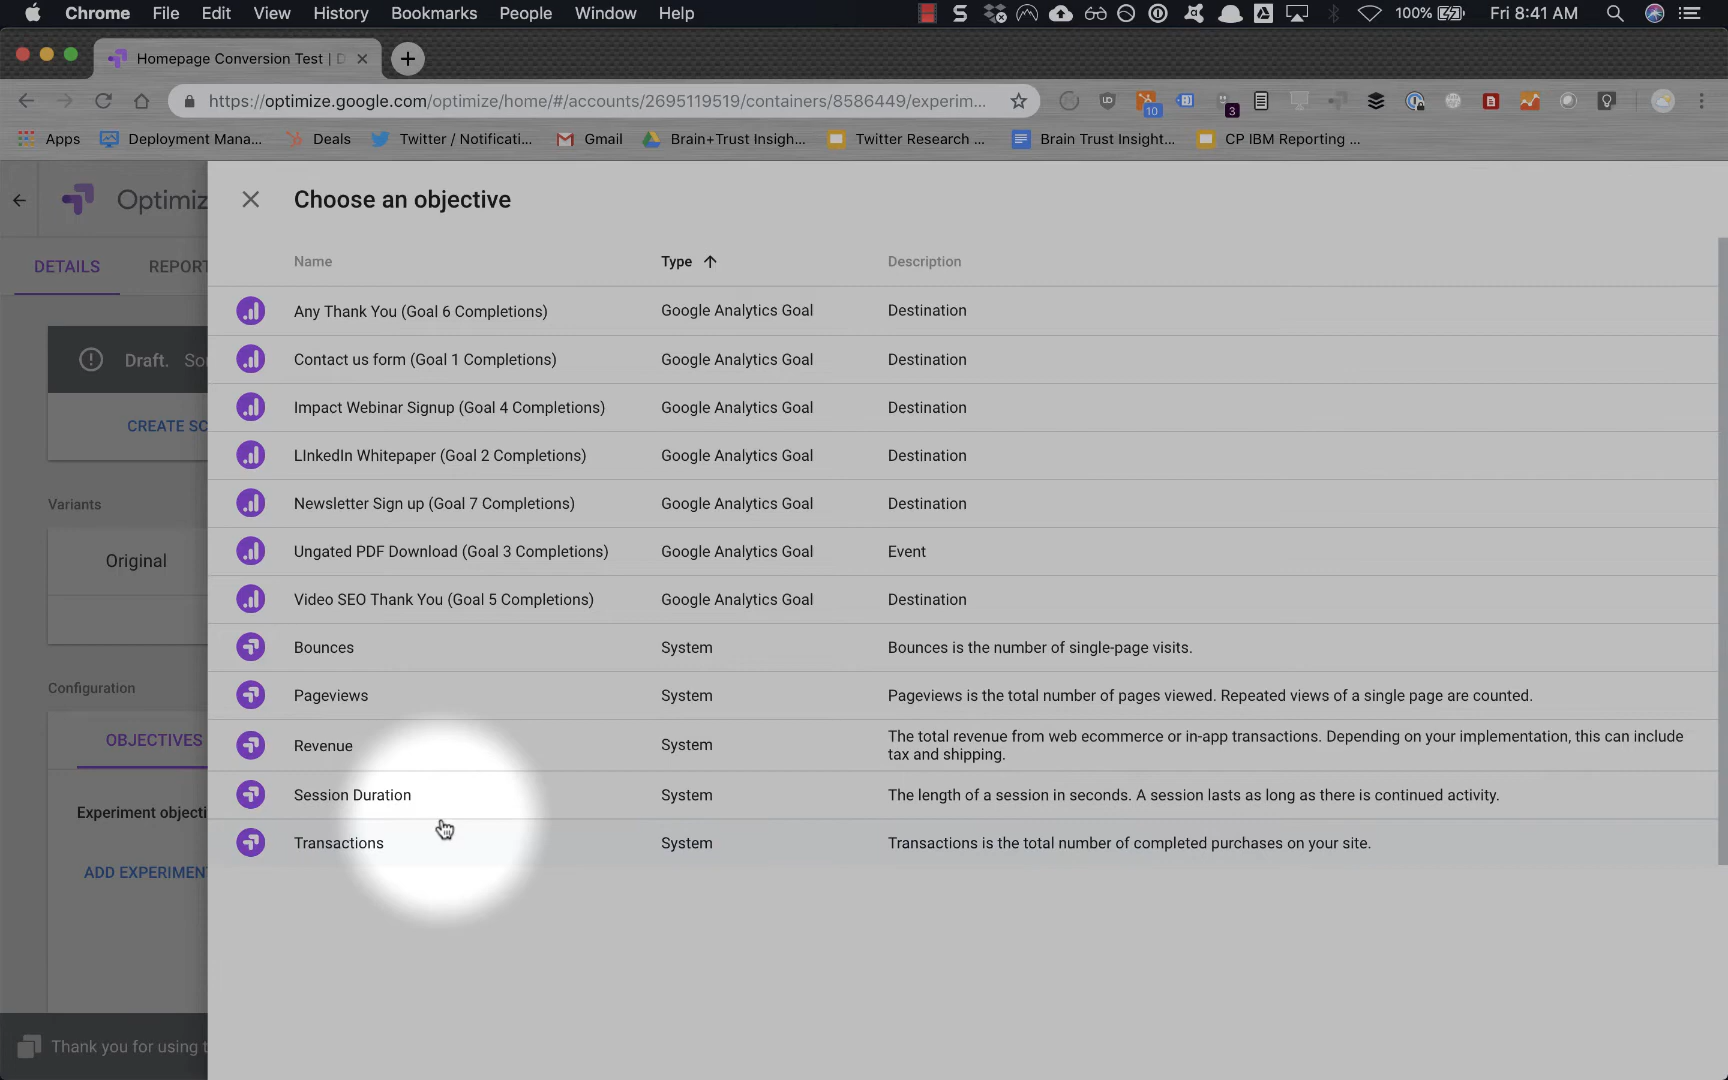 Chrome File Edit View History Bookmarks People Window Help 100% Fri 8:41 AM
Homepage Conversion Test | D
https://optimize.google.com/optimize/home/#/accounts/2695119519/containers/8586449/experim... 10 3
Apps Deployment Mana... Deals Twitter / Notificati... Gmail Brain+Trust Insigh... Twitter Research ... Brain Trust Insight... CP IBM Reporting ...
Optimiz
Choose an objective
DETAILS REPORT
Name Type Description
Any Thank You (Goal 6 Completions) Google Analytics Goal Destination
Draft. Sor
Contact us form (Goal 1 Completions) Google Analytics Goal Destination
Impact Webinar Signup (Goal 4 Completions) Google Analytics Goal Destination
CREATE SC
LInkedIn Whitepaper (Goal 2 Completions) Google Analytics Goal Destination
Variants
Newsletter Sign up (Goal 7 Completions) Google Analytics Goal Destination
Original
Ungated PDF Download (Goal 3 Completions) Google Analytics Goal Event
Video SEO Thank You (Goal 5 Completions) Google Analytics Goal Destination
Bounces System Bounces is the number of single-page visits.
Configuration
Pageviews System Pageviews is the total number of pages viewed. Repeated views of a single page are counted.
OBJECTIVES
Revenue System The total revenue from web ecommerce or in-app transactions. Depending on your implementation, this can include
tax and shipping.
Session Duration System The length of a session in seconds. A session lasts as long as there is continued activity.
Experiment objecti
Transactions System Transactions is the total number of completed purchases on your site.
ADD EXPERIMEN
Thank you for using t